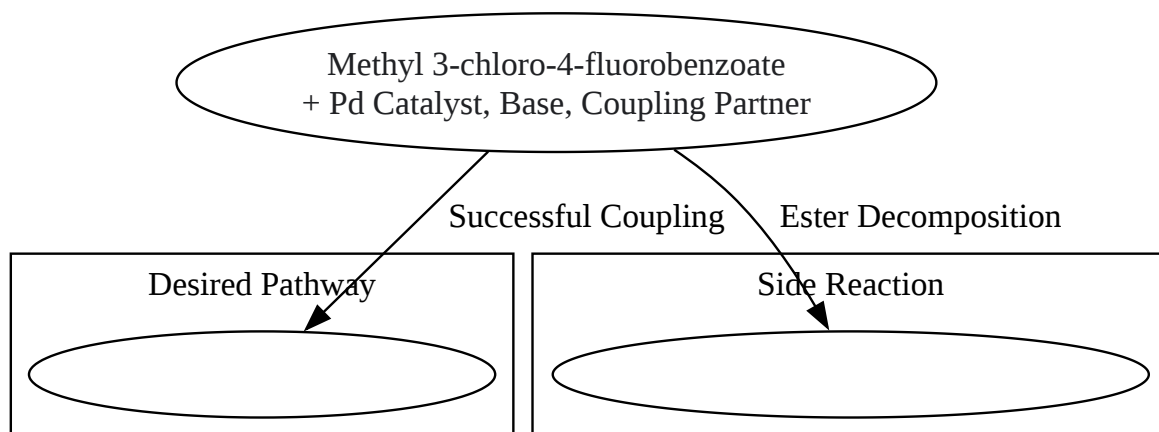 Methyl 3-chloro-4-fluorobenzoate
+ Pd Catalyst, Base, Coupling Partner
Successful Coupling
Ester Decomposition
Desired Pathway
Side Reaction